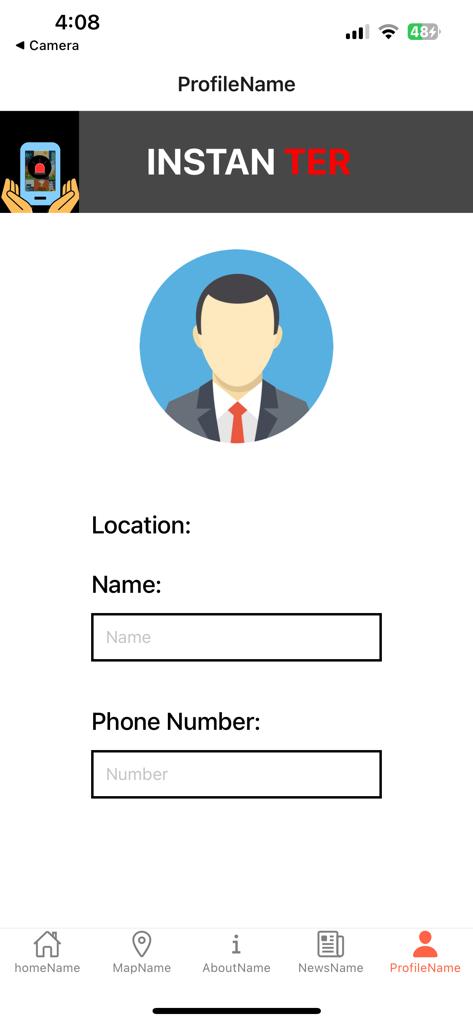 4:08
48
◀ Camera
ProfileName
INSTAN TER
Location:
Name:
Name
Phone Number:
Number
homeName MapName AboutName NewsName ProfileName